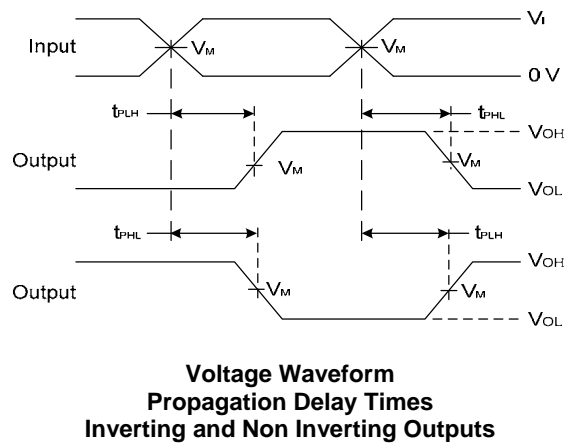 VI
Input
VM
VM
0 V
tPLH
tPHL
VOH
Output
VM
VM
VOL
tPHL
tPLH
VOH
Output
VM
VM
VOL
Voltage Waveform
Propagation Delay Times
Inverting and Non Inverting Outputs